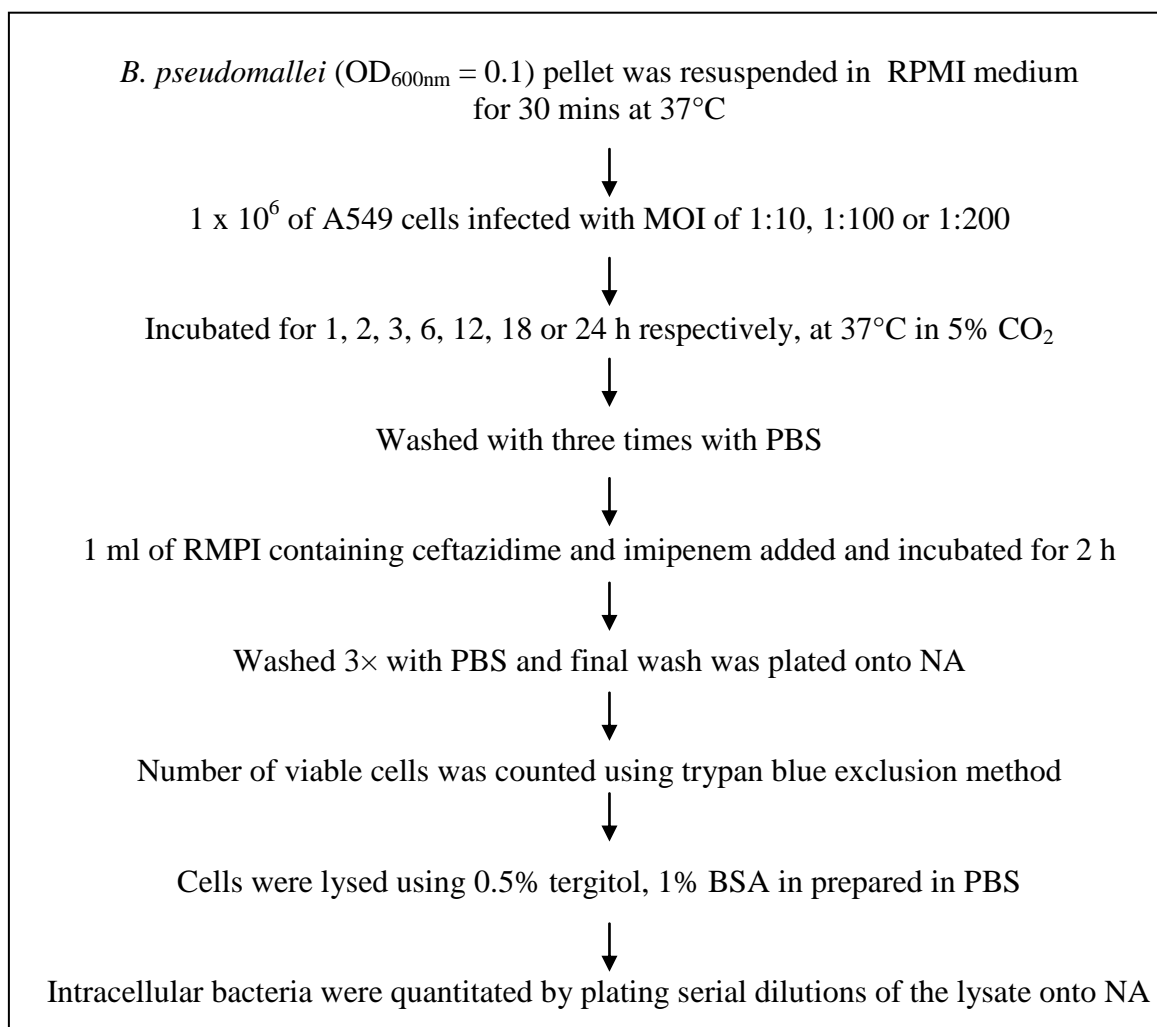 B. pseudomallei (OD600nm = 0.1) pellet was resuspended in RPMI medium
for 30 mins at 37°C
1 x 10⁶ of A549 cells infected with MOI of 1:10, 1:100 or 1:200
Incubated for 1, 2, 3, 6, 12, 18 or 24 h respectively, at 37°C in 5% CO₂
Washed with three times with PBS
1 ml of RMPI containing ceftazidime and imipenem added and incubated for 2 h
Washed 3× with PBS and final wash was plated onto NA
Number of viable cells was counted using trypan blue exclusion method
Cells were lysed using 0.5% tergitol, 1% BSA in prepared in PBS
Intracellular bacteria were quantitated by plating serial dilutions of the lysate onto NA